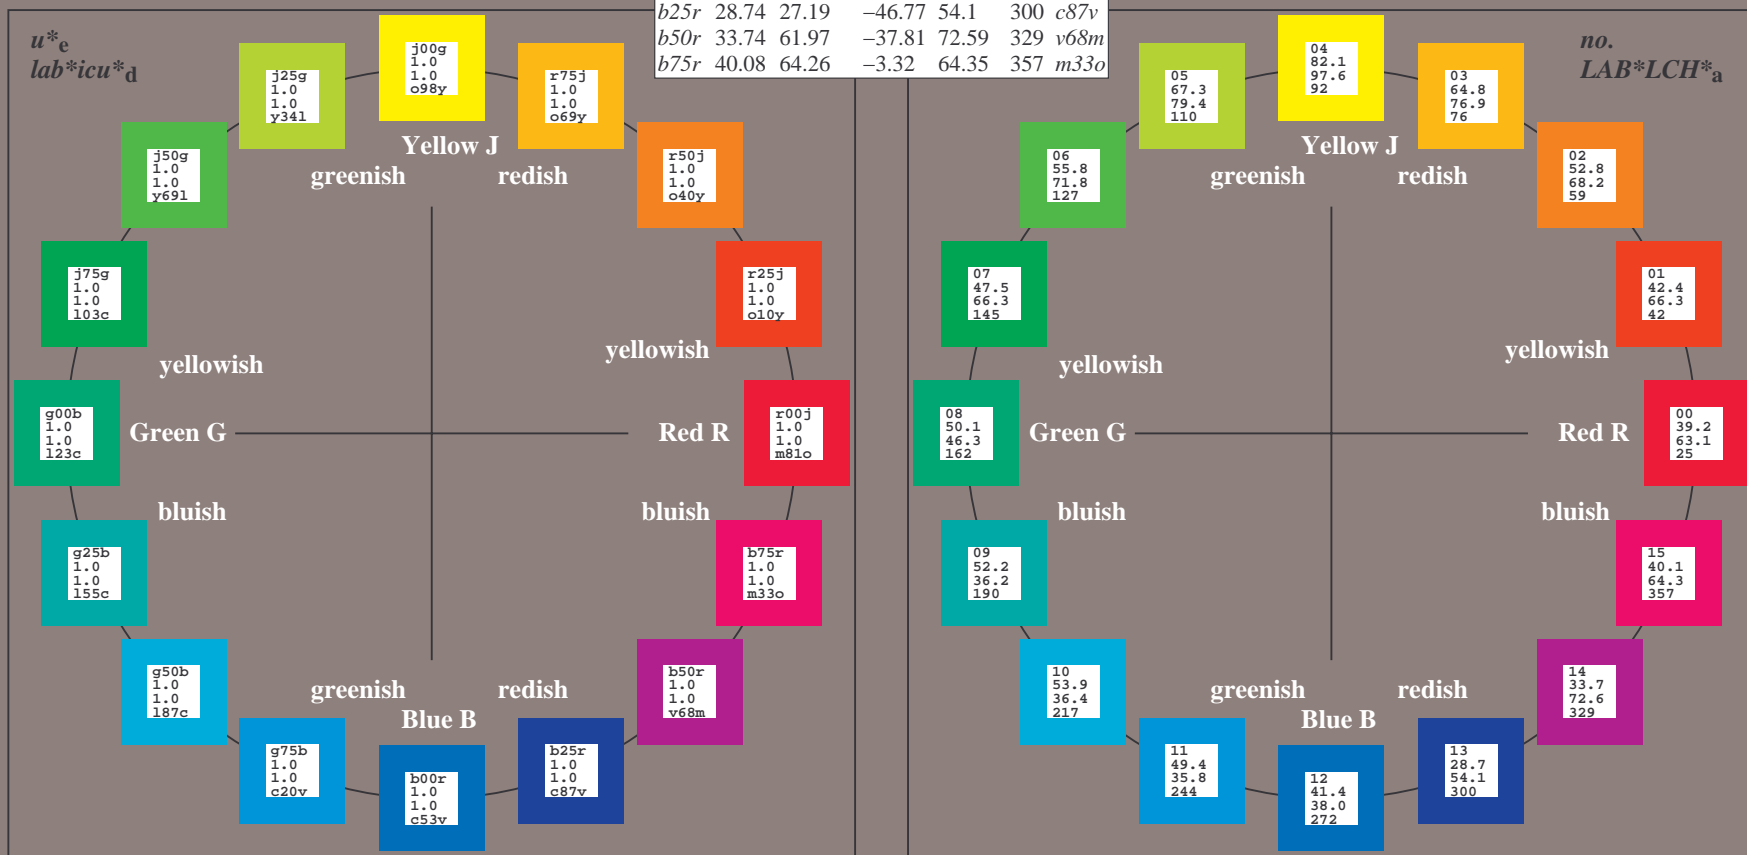 b25r 28.74 27.19 −46.77 54.1 300 c87v
b50r 33.74 61.97 −37.81 72.59 329 v68m
b75r 40.08 64.26 −3.32 64.35 357 m33o
u*e
lab*icu*d
j00g
1.0
1.0
o98y
r75j
1.0
1.0
o69y
r50j
1.0
1.0
o40y
r25j
1.0
1.0
o10y
r00j
1.0
1.0
m81o
b75r
1.0
1.0
m33o
b50r
1.0
1.0
v68m
b25r
1.0
1.0
c87v
b00r
1.0
1.0
c53v
g75b
1.0
1.0
c20v
g50b
1.0
1.0
l87c
g25b
1.0
1.0
l55c
g00b
1.0
1.0
l23c
j75g
1.0
1.0
l03c
j50g
1.0
1.0
y69l
j25g
1.0
1.0
y34l
Yellow J
greenish redish
yellowish
yellowish
Green G
Red R
bluish
bluish
greenish redish
Blue B
no.
LAB*LCH*a
04
82.1
97.6
92
03
64.8
76.9
76
02
52.8
68.2
59
01
42.4
66.3
42
00
39.2
63.1
25
15
40.1
64.3
357
14
33.7
72.6
329
13
28.7
54.1
300
12
41.4
38.0
272
11
49.4
35.8
244
10
53.9
36.4
217
09
52.2
36.2
190
08
50.1
46.3
162
07
47.5
66.3
145
06
55.8
71.8
127
05
67.3
79.4
110
Yellow J
greenish redish
yellowish
yellowish
Green G
Red R
bluish
bluish
greenish redish
Blue B